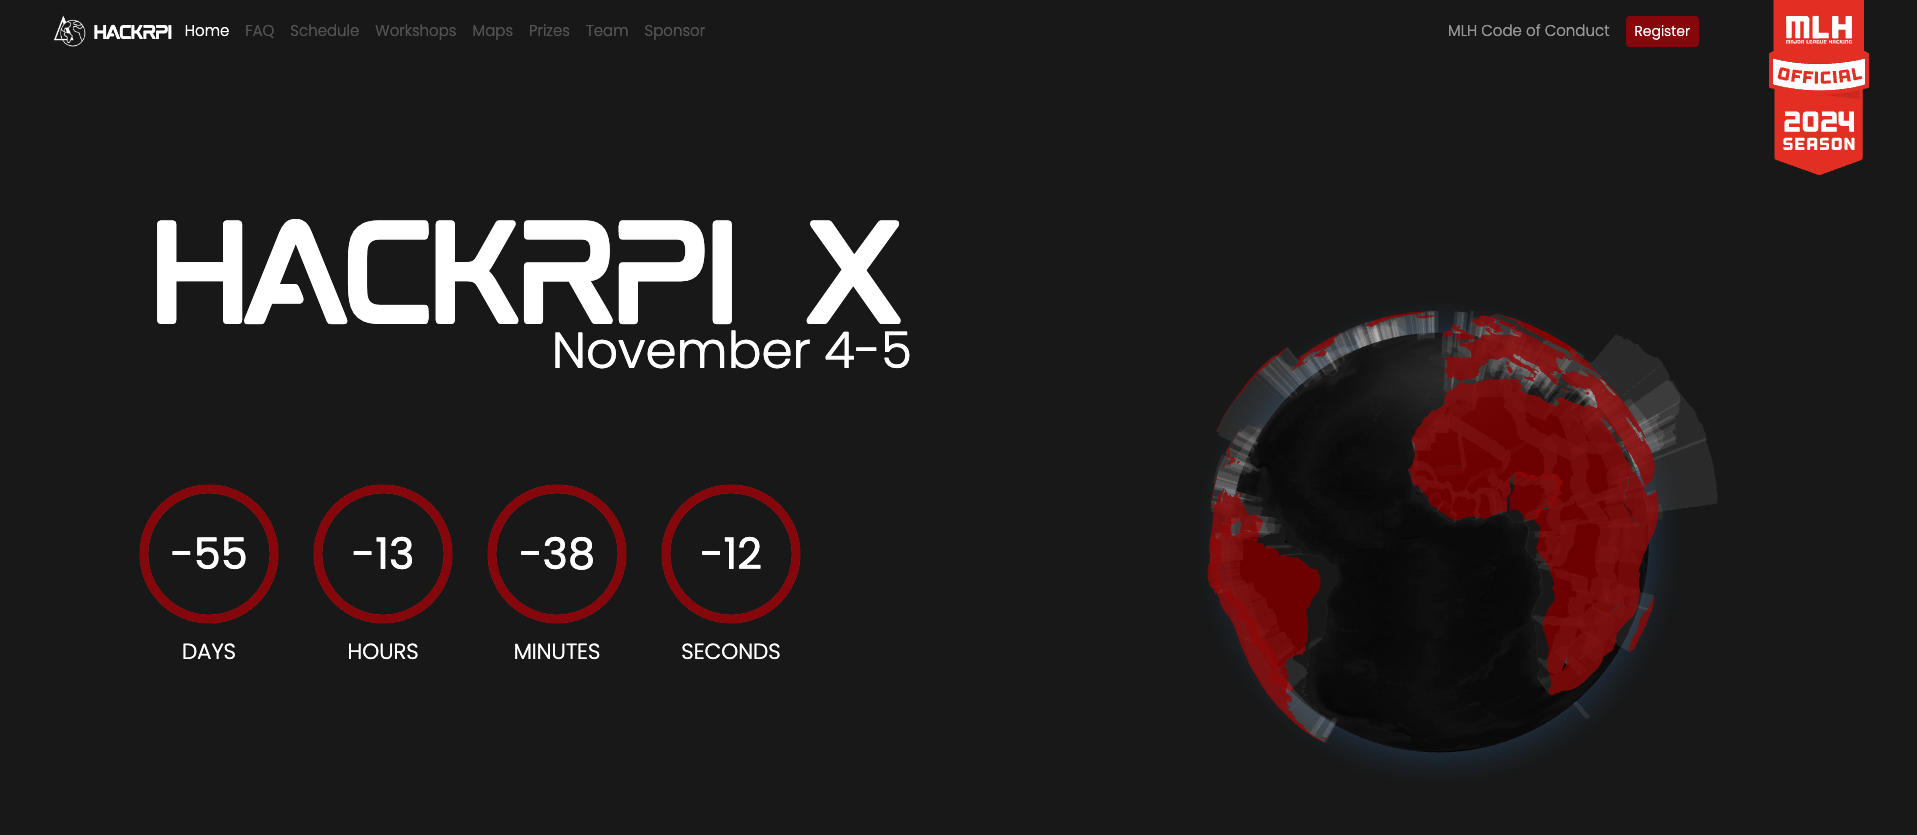 HACKRPI Home FAQ Schedule Workshops Maps Prizes Team Sponsor MLH Code of Conduct Register
MLH
MAJOR LEAGUE HACKING
OFFICIAL
2024
SEASON
HACKRPI X
November 4-5
-55 -13 -38 -12
DAYS HOURS MINUTES SECONDS